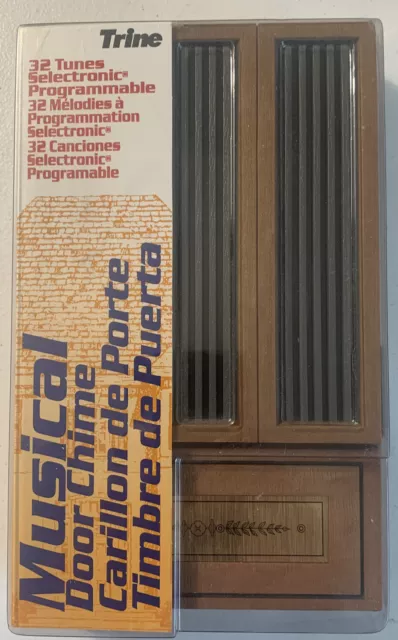 Trine
32 Tunes
Selectronic®
Programmable
32 Mélodies à
Programmation
Selectronic®
32 Canciones
Selectronic®
Programable
Musical
Door Chime
Carillon de Porte
Timbre de Puerta